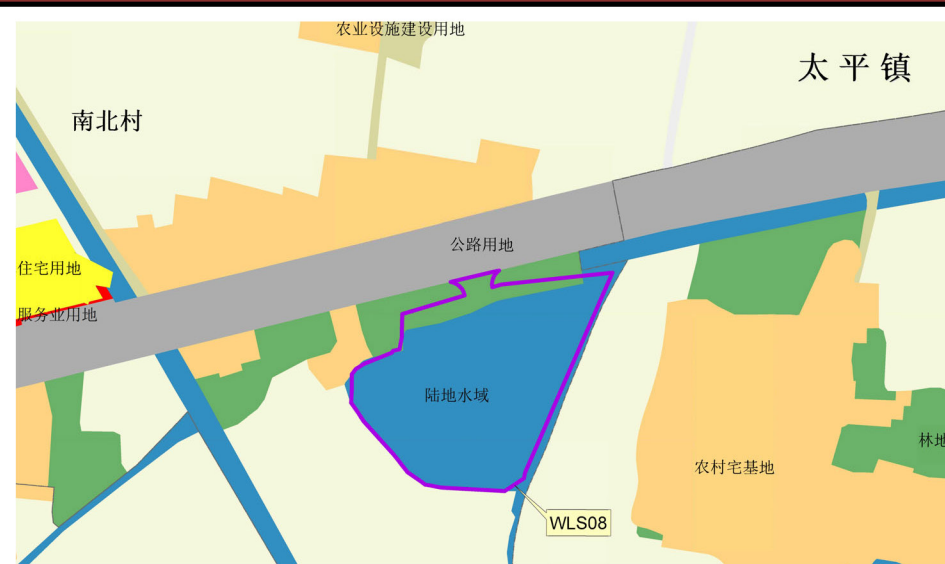 农业设施建设用地
太平镇
南北村
公路用地
住宅用地
服务业用地
陆地水域
林地
农村宅基地
WLS08